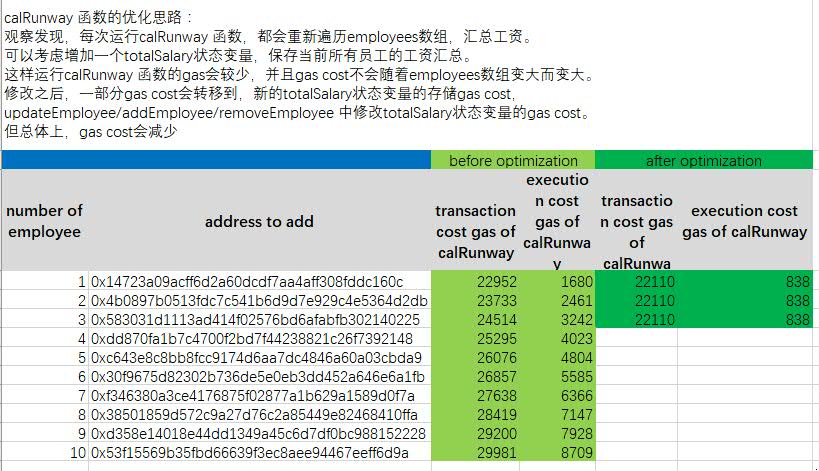 calRunway 函数的优化思路：
观察发现，每次运行calRunway 函数，都会重新遍历employees数组，汇总工资。
可以考虑增加一个totalSalary状态变量，保存当前所有员工的工资汇总。
这样运行calRunway 函数的gas会较少，并且gas cost不会随着employees数组变大而变大。
修改之后，一部分gas cost会转移到，新的totalSalary状态变量的存储gas cost，
updateEmployee/addEmployee/removeEmployee 中修改totalSalary状态变量的gas cost。
但总体上，gas cost会减少
before optimization after optimization
number of employee address to add transaction cost gas of calRunway execution cost gas of calRunway transaction cost gas of calRunwa execution cost gas of calRunway
1 0x14723a09acff6d2a60dcdf7aa4aff308fddc160c 22952 1680 22110 838
2 0x4b0897b0513fdc7c541b6d9d7e929c4e5364d2db 23733 2461 22110 838
3 0x583031d1113ad414f02576bd6afabfb302140225 24514 3242 22110 838
4 0xdd870fa1b7c4700f2bd7f44238821c26f7392148 25295 4023
5 0xc643e8c8bb8fcc9174d6aa7dc4846a60a03cbda9 26076 4804
6 0x30f9675d82302b736de5e0eb3dd452a646e6a1fb 26857 5585
7 0xf346380a3ce4176875f02877a1b629a1589d0f7a 27638 6366
8 0x38501859d572c9a27d76c2a85449e82468410ffa 28419 7147
9 0xd358e14018e44dd1349a45c6d7df0bc988152228 29200 7928
10 0x53f15569b35fbd66639f3ec8aee94467eeff6d9a 29981 8709